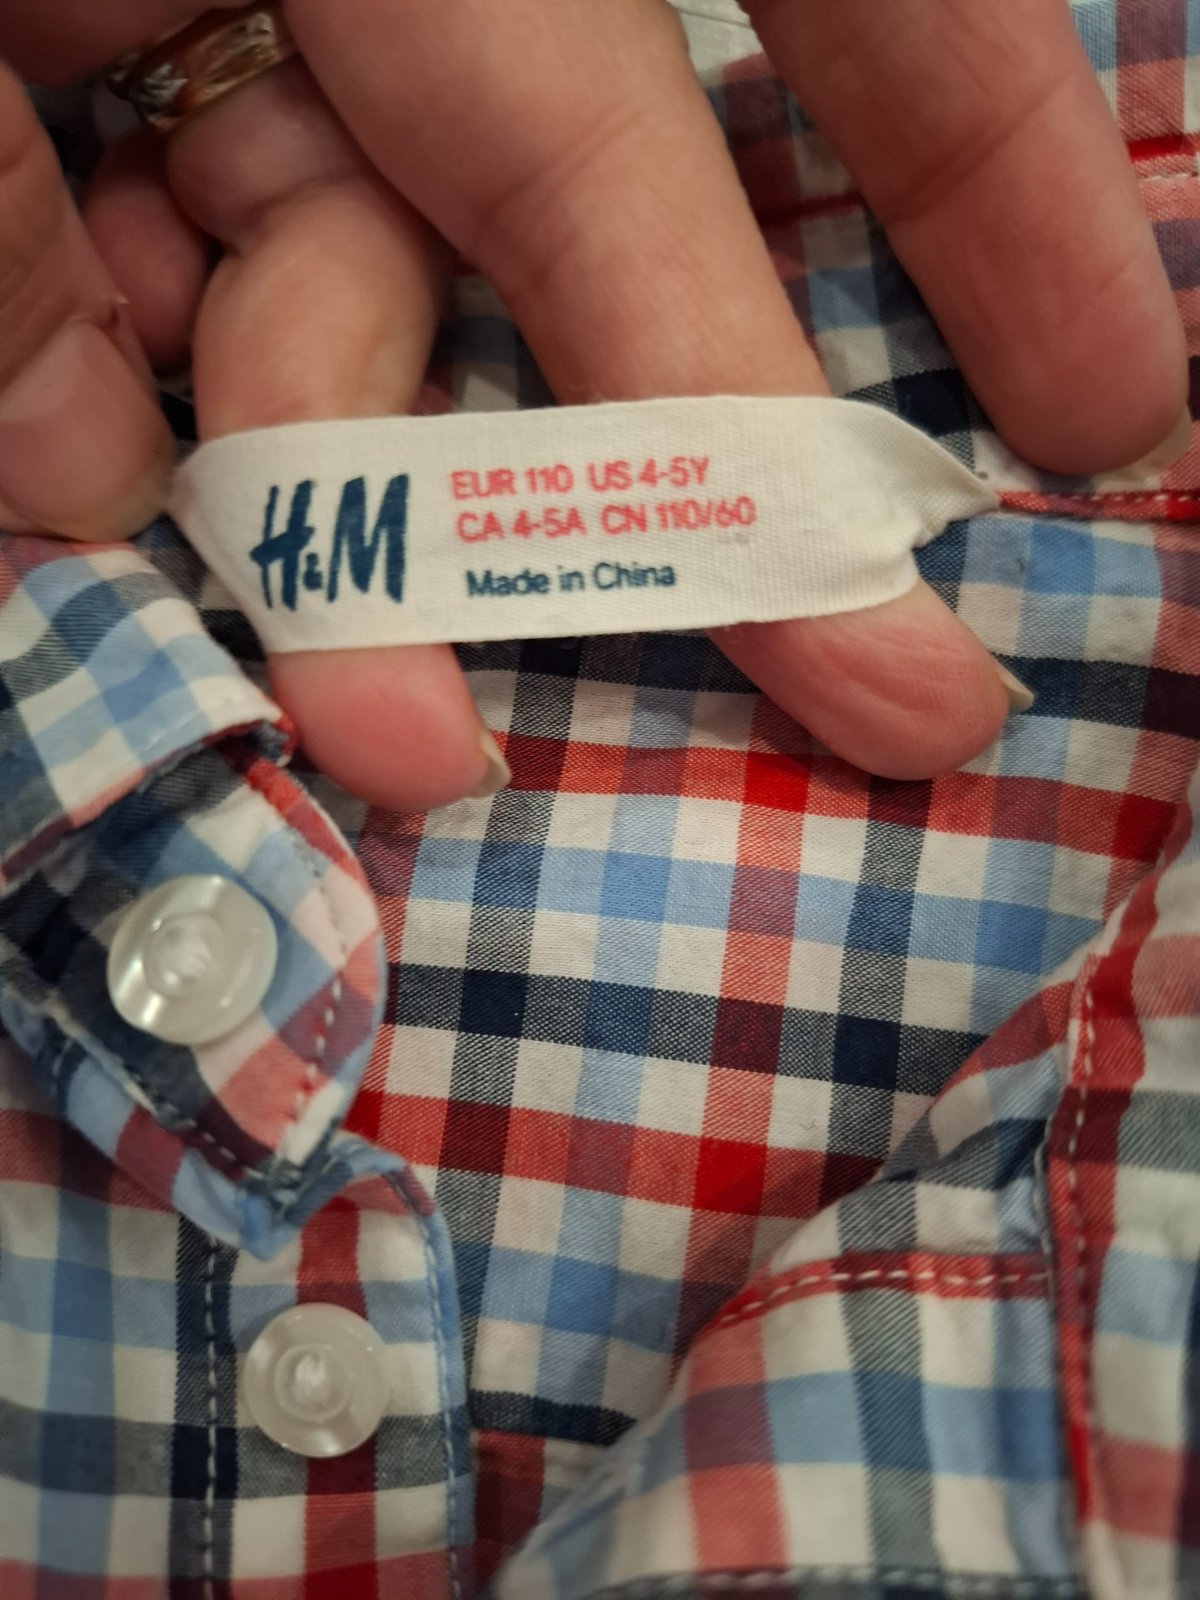 H&M
EUR 110 US 4-5Y
CA 4-5A CN 110/60
Made in China